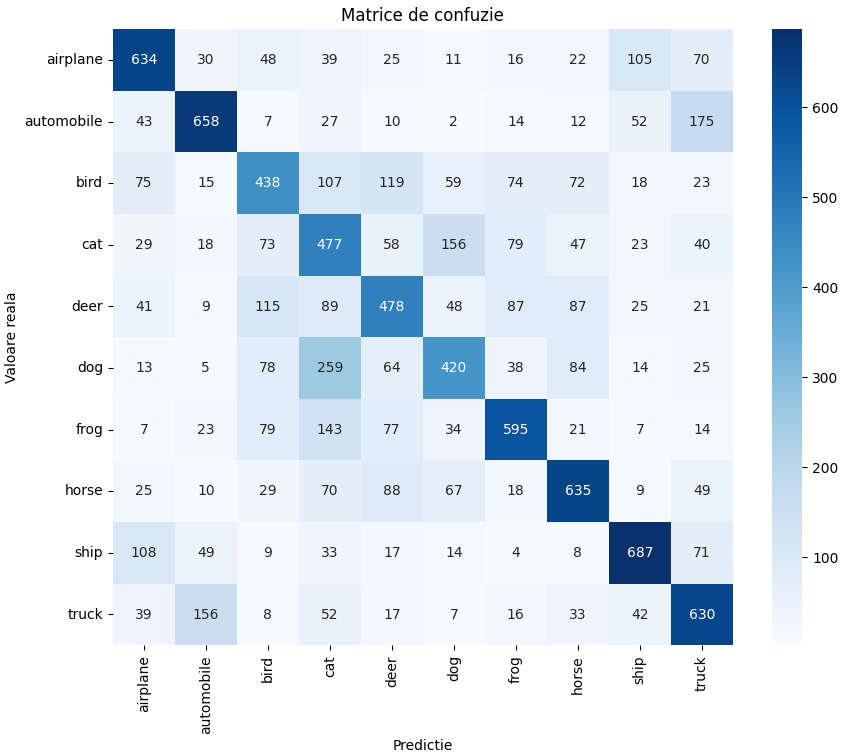 Matrice de confuzie
Valoare reala
airplane 634 30 48 39 25 11 16 22 105 70
automobile 43 658 7 27 10 2 14 12 52 175
bird 75 15 438 107 119 59 74 72 18 23
cat 29 18 73 477 58 156 79 47 23 40
deer 41 9 115 89 478 48 87 87 25 21
dog 13 5 78 259 64 420 38 84 14 25
frog 7 23 79 143 77 34 595 21 7 14
horse 25 10 29 70 88 67 18 635 9 49
ship 108 49 9 33 17 14 4 8 687 71
truck 39 156 8 52 17 7 16 33 42 630
airplane automobile bird cat deer dog frog horse ship truck
Predictie
600
500
400
300
200
100